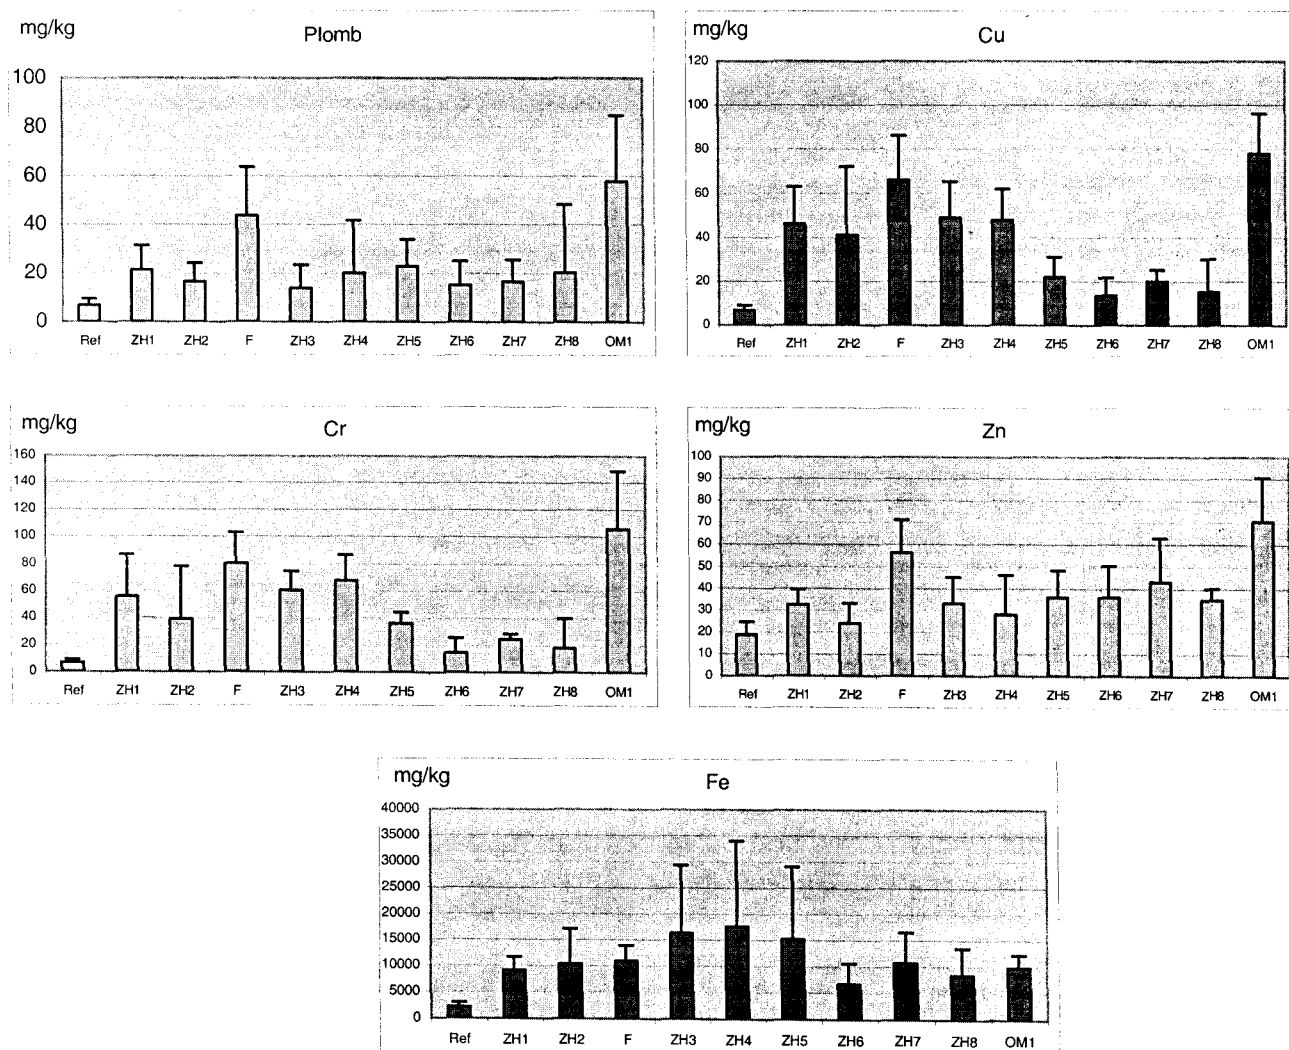 mg/kg
Plomb
100
80
60
40
20
0
Ref ZH1 ZH2 F ZH3 ZH4 ZH5 ZH6 ZH7 ZH8 OM1
mg/kg
Cu
120
100
80
60
40
20
0
Ref ZH1 ZH2 F ZH3 ZH4 ZH5 ZH6 ZH7 ZH8 OM1
mg/kg
Cr
160
140
120
100
80
60
40
20
0
Ref ZH1 ZH2 F ZH3 ZH4 ZH5 ZH6 ZH7 ZH8 OM1
mg/kg
Zn
100
90
80
70
60
50
40
30
20
10
0
Ref ZH1 ZH2 F ZH3 ZH4 ZH5 ZH6 ZH7 ZH8 OM1
mg/kg
Fe
40000
35000
30000
25000
20000
15000
10000
5000
0
Ref ZH1 ZH2 F ZH3 ZH4 ZH5 ZH6 ZH7 ZH8 OM1